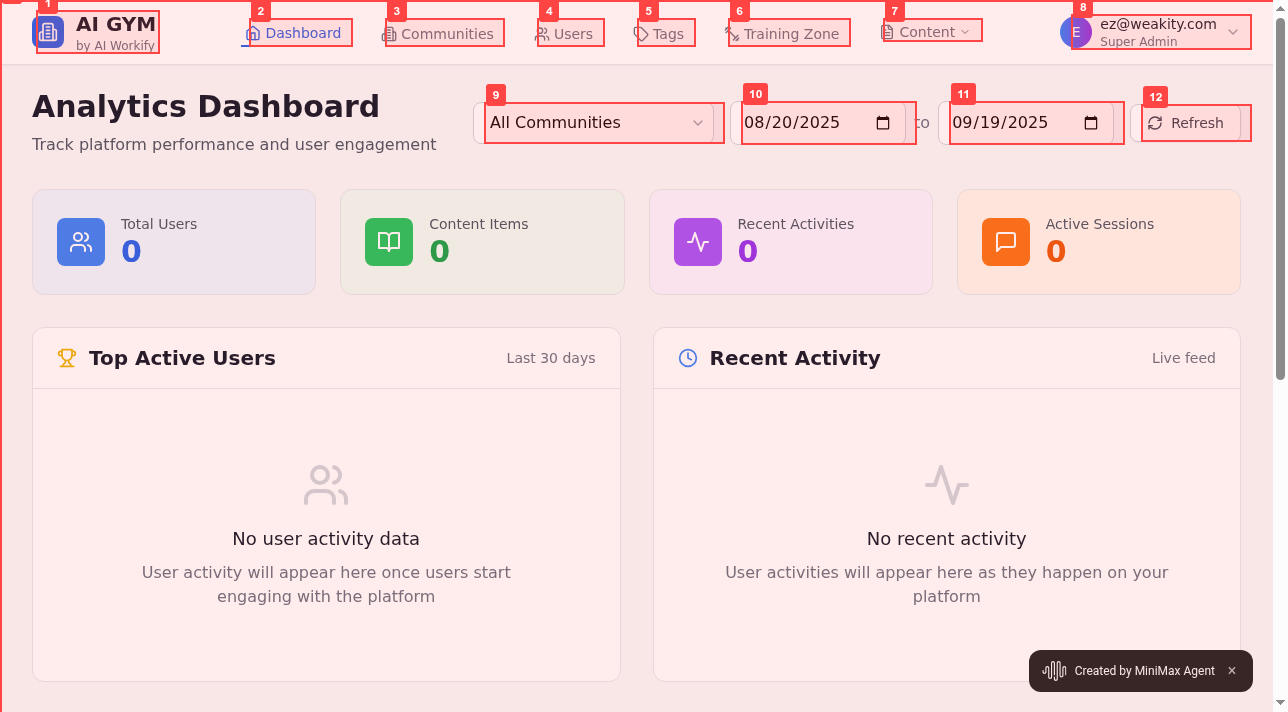 1
2
3
4
5
6
7
8
AI GYM
by AI Workify
Dashboard
Communities
Users
Tags
Training Zone
Content
E
ez@weakity.com
Super Admin
Analytics Dashboard
Track platform performance and user engagement
9
10
11
12
All Communities
08/20/2025
to
09/19/2025
Refresh
Total Users
0
Content Items
0
Recent Activities
0
Active Sessions
0
Top Active Users
Last 30 days
No user activity data
User activity will appear here once users start
engaging with the platform
Recent Activity
Live feed
No recent activity
User activities will appear here as they happen on your
platform
Created by MiniMax Agent ×